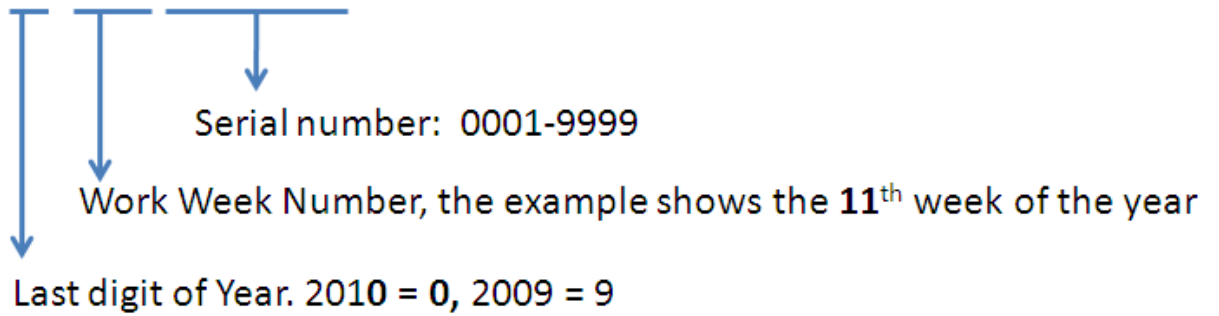 Serial number:  0001-9999
Work Week Number, the example shows the 11th week of the year
Last digit of Year. 2010 = 0, 2009 = 9